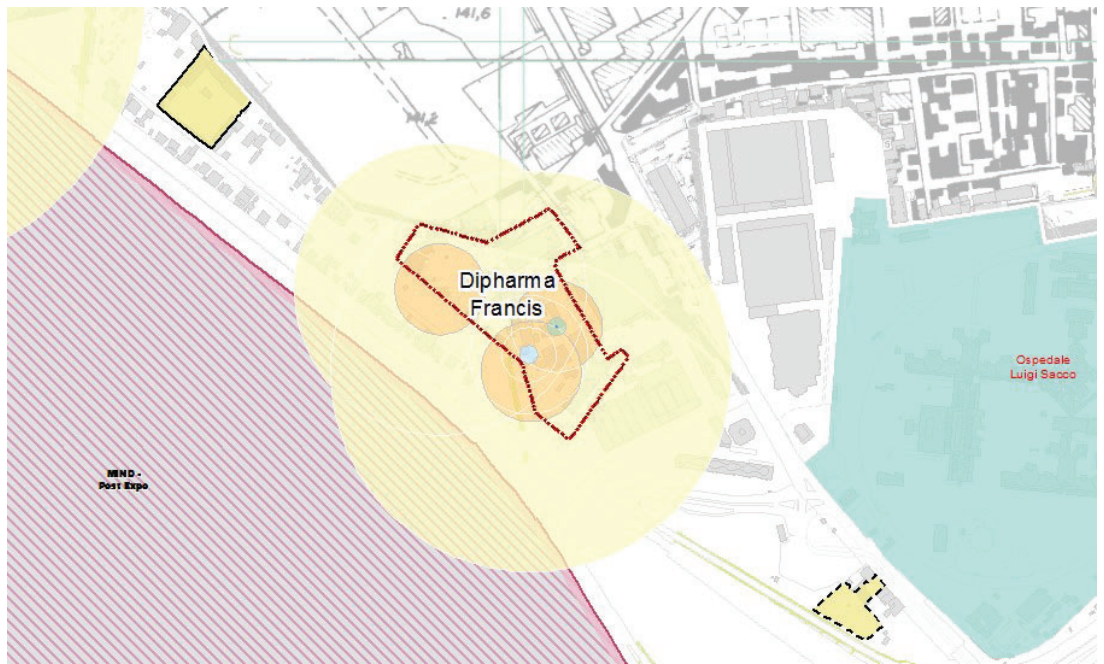 141,6
141,2
Dipharma
Francis
Ospedale
Luigi Sacco
MIND -
Post Expo